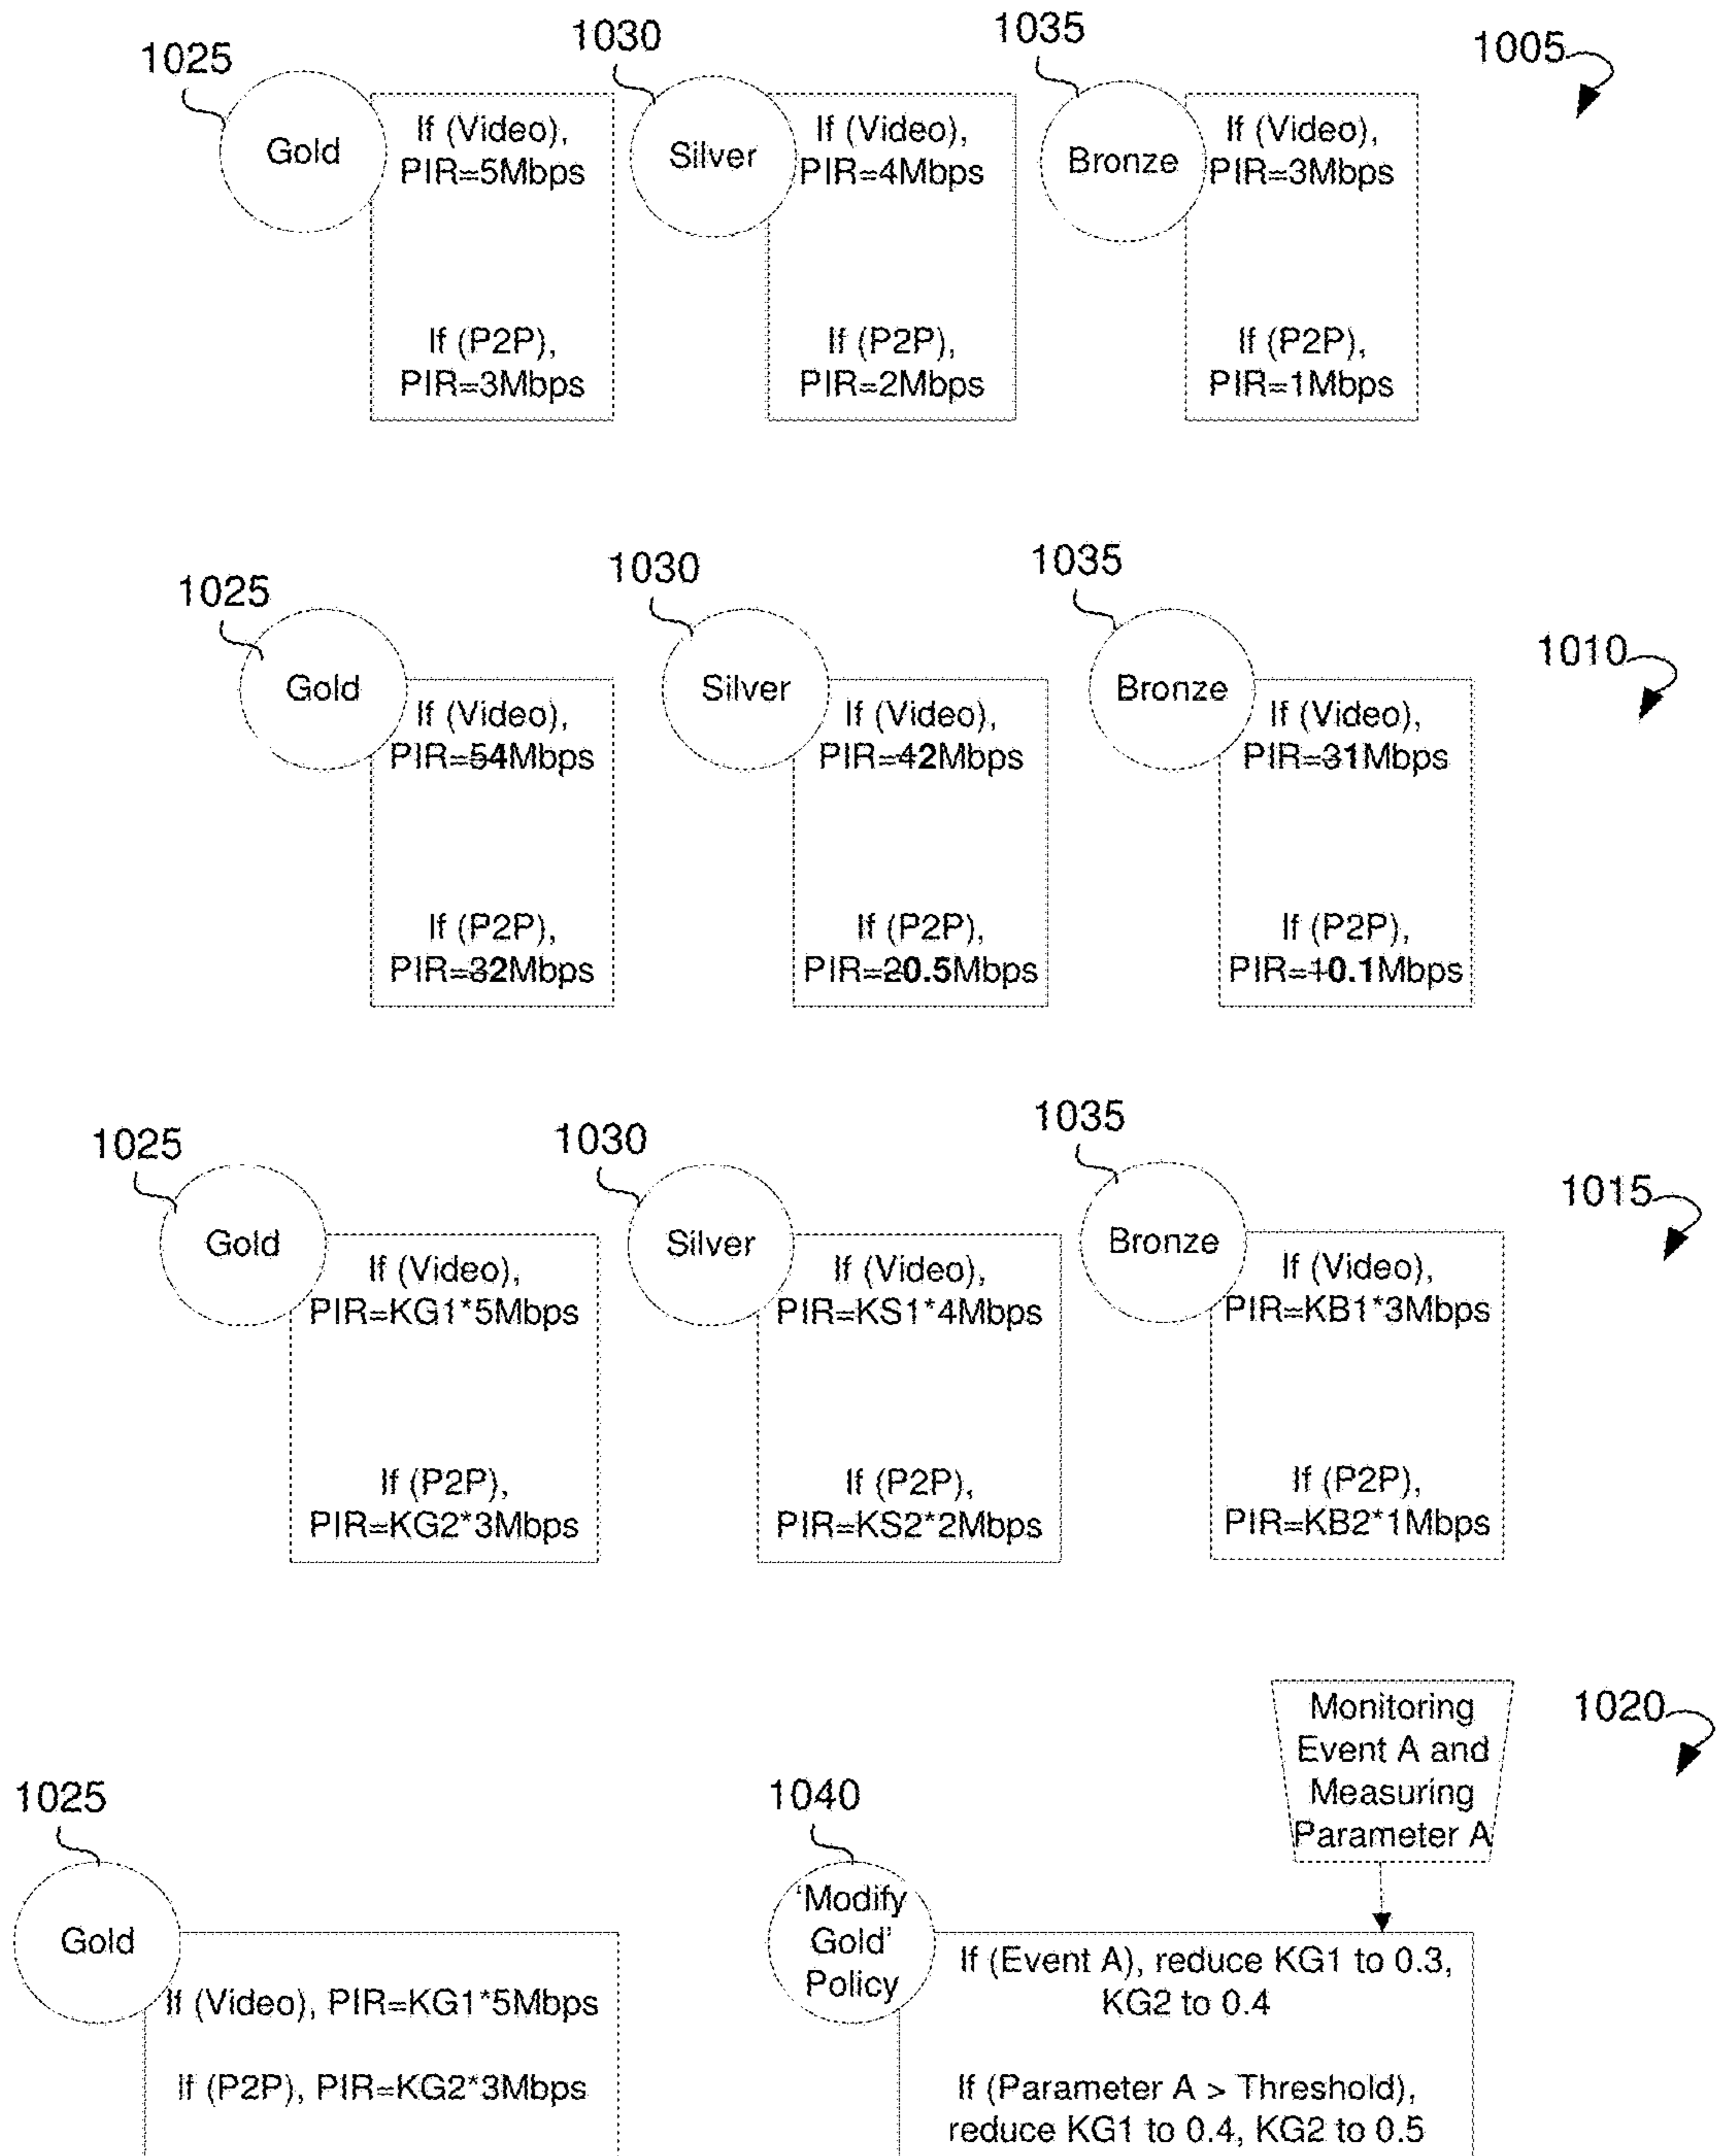 1025
1030
1035
1005
Gold
If (Video),
PIR=5Mbps
If (P2P),
PIR=3Mbps
Silver
If (Video),
PIR=4Mbps
If (P2P),
PIR=2Mbps
Bronze
If (Video),
PIR=3Mbps
If (P2P),
PIR=1Mbps
1025
1030
1035
1010
Gold
If (Video),
PIR=54Mbps
If (P2P),
PIR=32Mbps
Silver
If (Video),
PIR=42Mbps
If (P2P),
PIR=20.5Mbps
Bronze
If (Video),
PIR=31Mbps
If (P2P),
PIR=10.1Mbps
1025
1030
1035
1015
Gold
If (Video),
PIR=KG1*5Mbps
If (P2P),
PIR=KG2*3Mbps
Silver
If (Video),
PIR=KS1*4Mbps
If (P2P),
PIR=KS2*2Mbps
Bronze
If (Video),
PIR=KB1*3Mbps
If (P2P),
PIR=KB2*1Mbps
1020
1025
Gold
If (Video), PIR=KG1*5Mbps
If (P2P), PIR=KG2*3Mbps
1040
'Modify
Gold'
Policy
Monitoring
Event A and
Measuring
Parameter A
If (Event A), reduce KG1 to 0.3,
KG2 to 0.4
If (Parameter A > Threshold),
reduce KG1 to 0.4, KG2 to 0.5